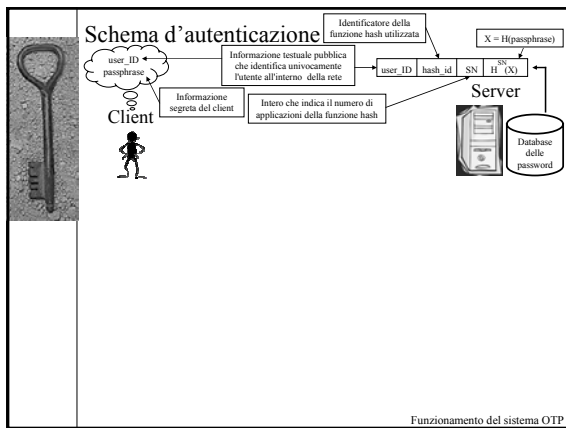 Schema d'autenticazione
Identificatore della
funzione hash utilizzata
X = H(passphrase)
user_ID
passphrase
Informazione testuale pubblica
che identifica univocamente
l'utente all'interno della rete
user_ID hash_id SN H^SN(X)
Informazione
segreta del client
Intero che indica il numero di
applicazioni della funzione hash
Client
Server
Database
delle
password
Funzionamento del sistema OTP